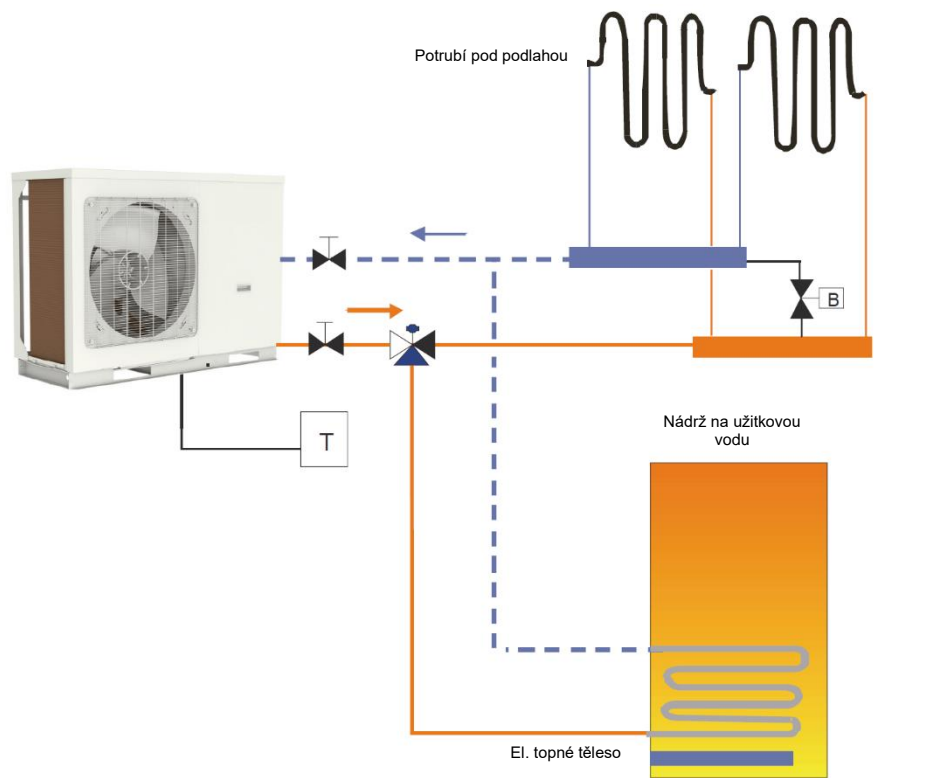 Potrubí pod podlahou
B
T
Nádrž na užitkovou
vodu
El. topné těleso